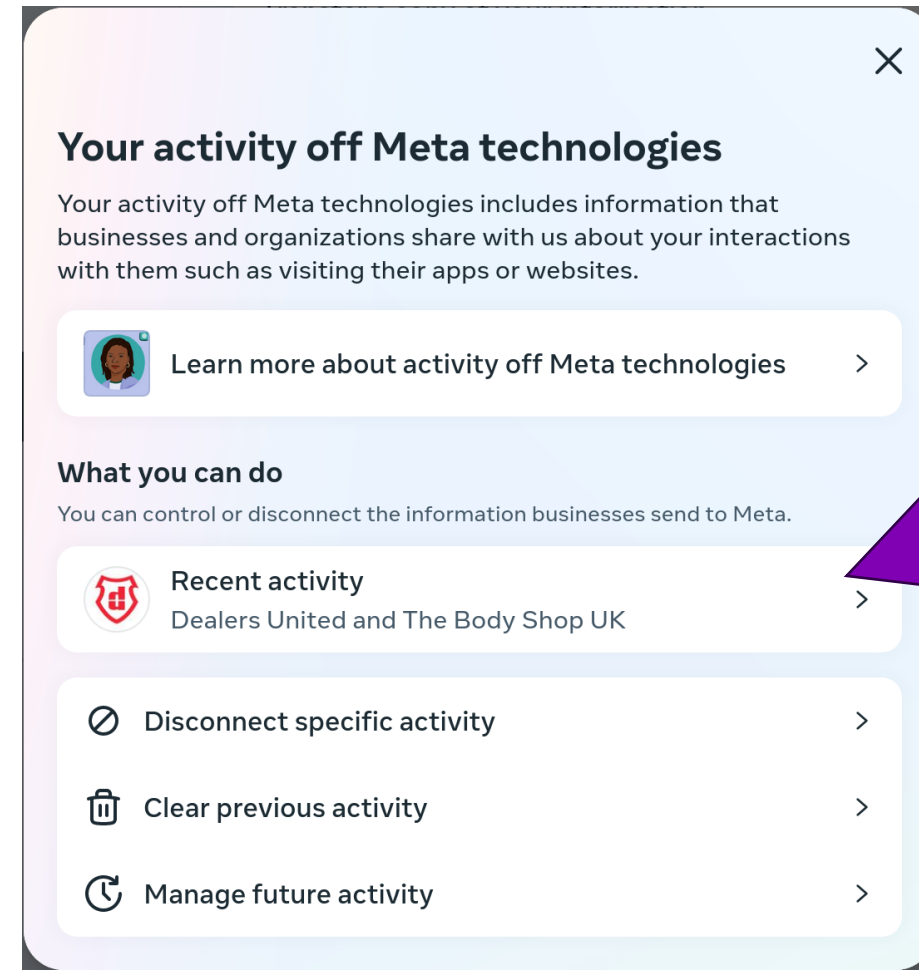 Your activity off Meta technologies
Your activity off Meta technologies includes information that
businesses and organizations share with us about your interactions
with them such as visiting their apps or websites.
Learn more about activity off Meta technologies
What you can do
You can control or disconnect the information businesses send to Meta.
Recent activity
Dealers United and The Body Shop UK
Disconnect specific activity
Clear previous activity
Manage future activity